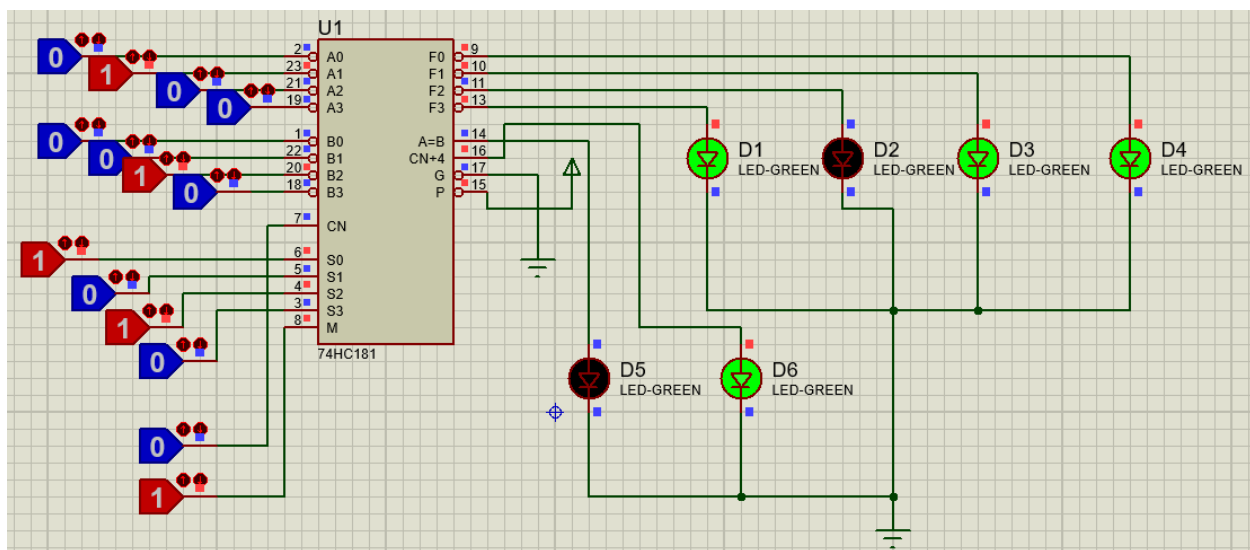 U1
0
1
0
0
0
0
1
0
1
0
1
0
0
1
2
23
21
19
1
22
20
18
7
6
5
4
3
8
A0
A1
A2
A3
B0
B1
B2
B3
CN
S0
S1
S2
S3
M
F0
F1
F2
F3
A=B
CN+4
G
P
9
10
11
13
14
16
17
15
74HC181
D1
LED-GREEN
D2
LED-GREEN
D3
LED-GREEN
D4
LED-GREEN
D5
LED-GREEN
D6
LED-GREEN